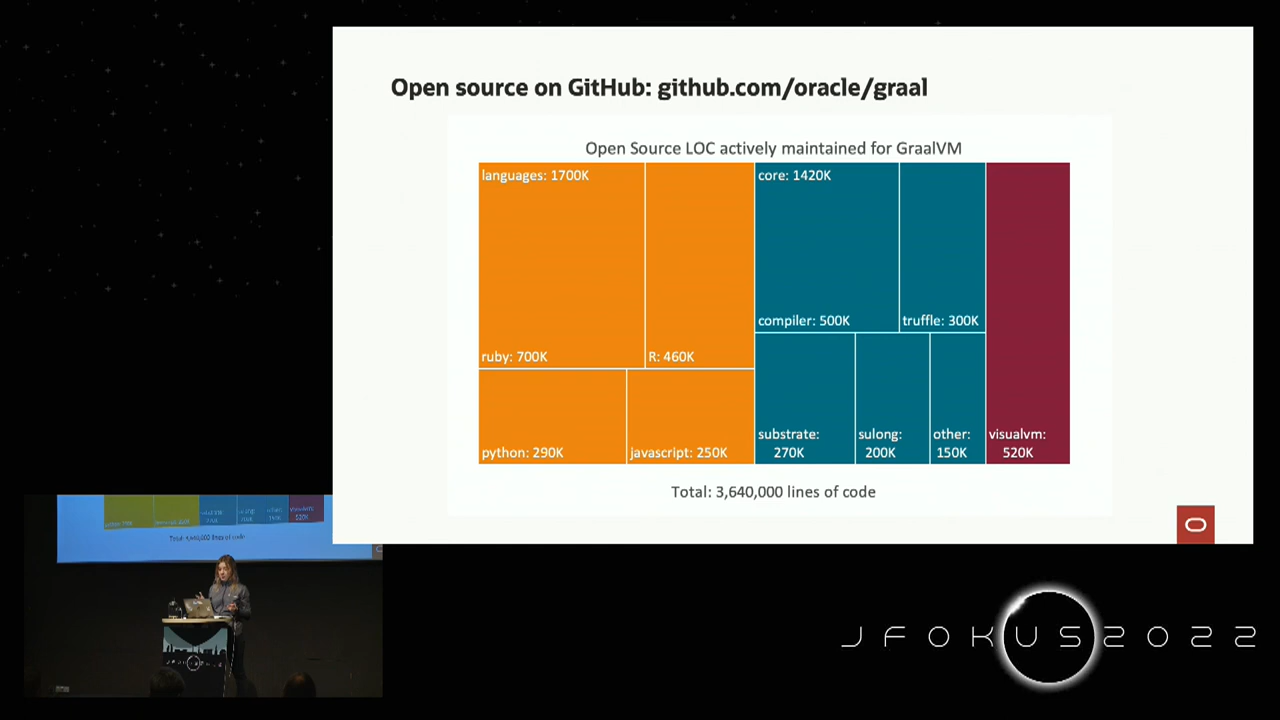 Open source on GitHub: github.com/oracle/graal
Open Source LOC actively maintained for GraalVM
languages: 1700K
core: 1420K
compiler: 500K
truffle: 300K
ruby: 700K
R: 460K
substrate:
270K
sulong:
200K
other:
150K
visualvm:
520K
python: 290K
javascript: 250K
Total: 3,640,000 lines of code
JFOKUS2022